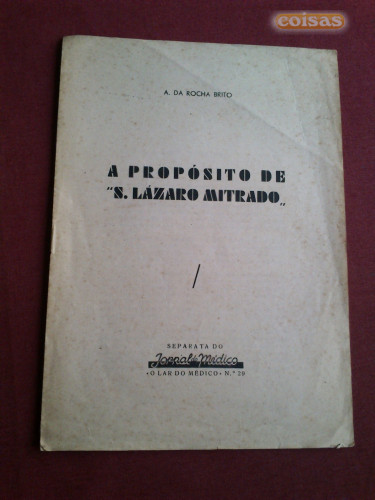 coisas
A. DA ROCHA BRITO
A PROPÓSITO DE
"S. LÁZARO MITRADO„
/
SEPARATA DO
Jornal do Médico
«O LAR DO MÉDICO» N.º 29